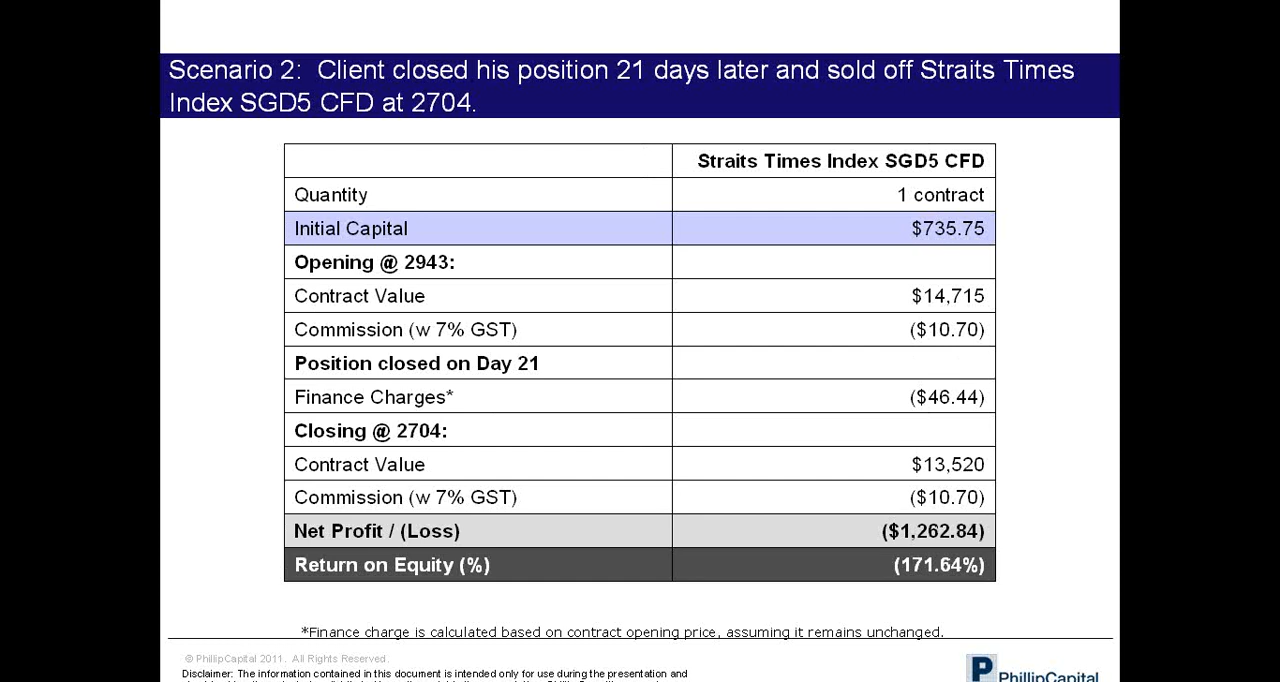 Scenario 2:  Client closed his position 21 days later and sold off Straits Times
Index SGD5 CFD at 2704.
Straits Times Index SGD5 CFD
Quantity 1 contract
Initial Capital $735.75
Opening @ 2943:
Contract Value $14,715
Commission (w 7% GST) ($10.70)
Position closed on Day 21
Finance Charges* ($46.44)
Closing @ 2704:
Contract Value $13,520
Commission (w 7% GST) ($10.70)
Net Profit / (Loss) ($1,262.84)
Return on Equity (%) (171.64%)
*Finance charge is calculated based on contract opening price, assuming it remains unchanged.
© PhillipCapital 2011.  All Rights Reserved.
Disclaimer: The information contained in this document is intended only for use during the presentation and
P PhillipCapital